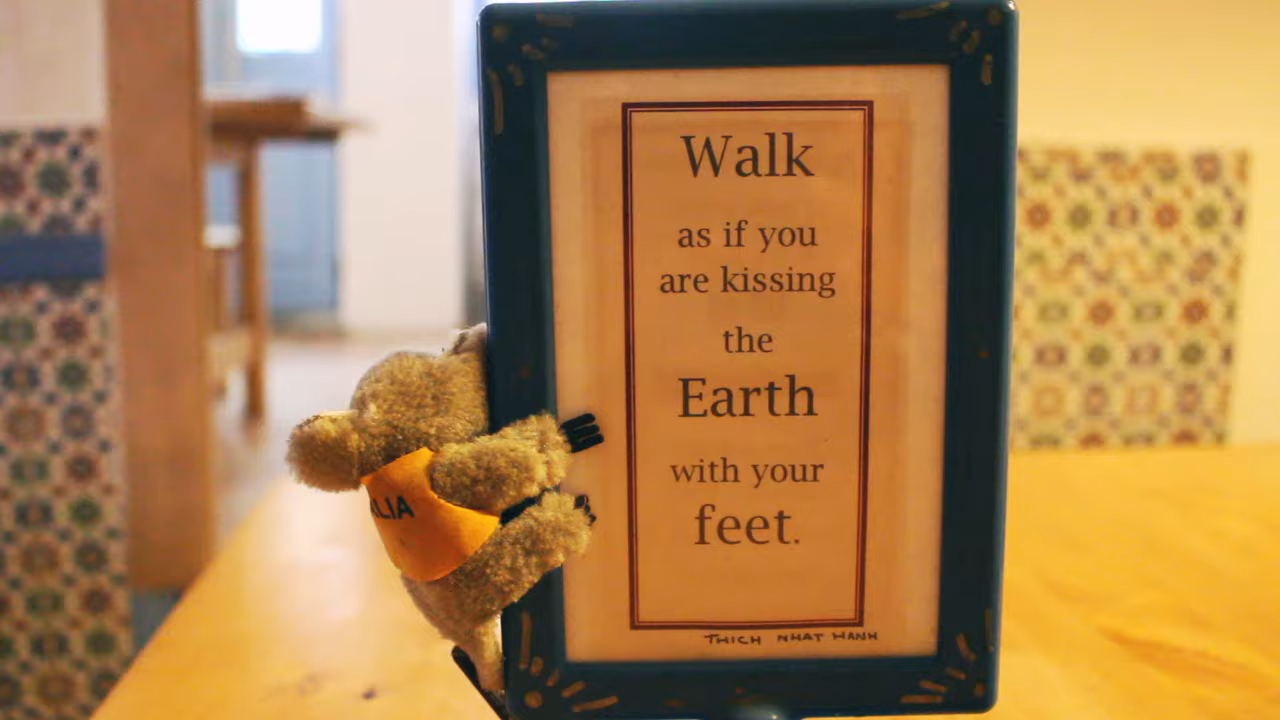 Walk
as if you
are kissing
the
Earth
with your
feet.
THICH NHAT HANH